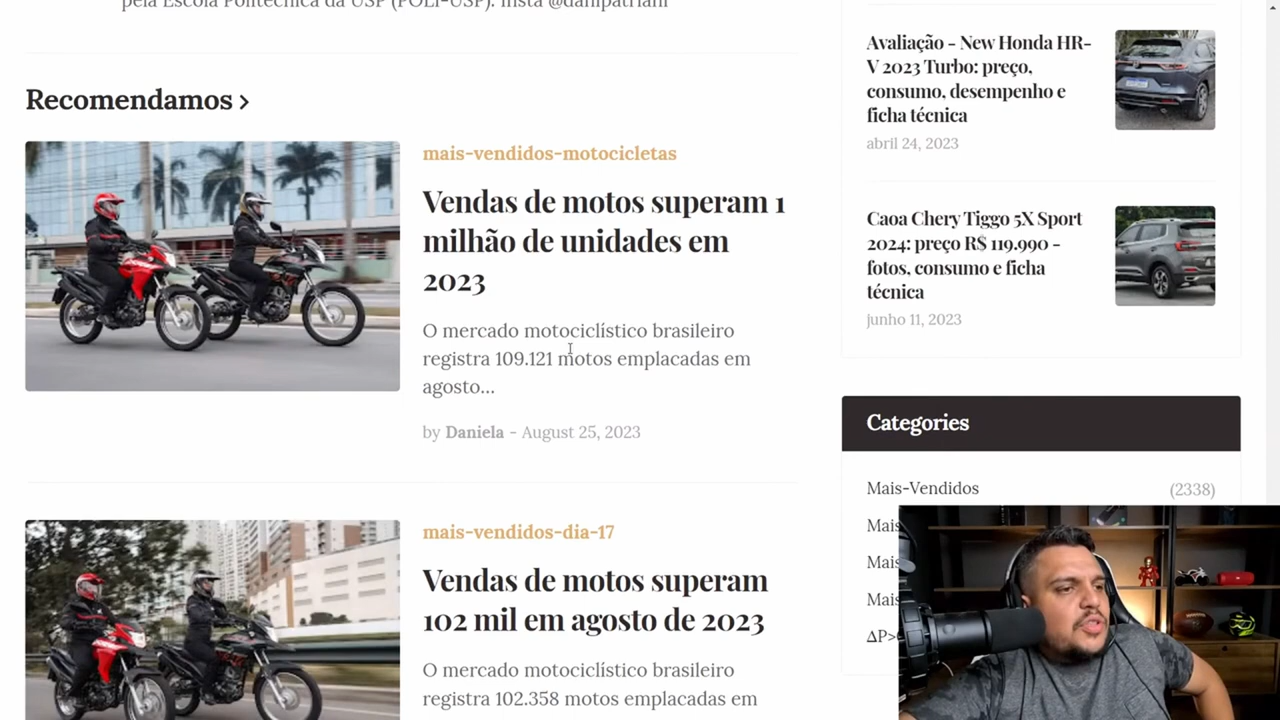 pela Escola Politécnica da USP (POLI-USP). Insta @danipatriani
Recomendamos >
mais-vendidos-motocicletas
Vendas de motos superam 1
milhão de unidades em
2023
O mercado motociclístico brasileiro
registra 109.121 motos emplacadas em
agosto...
by Daniela - August 25, 2023
mais-vendidos-dia-17
Vendas de motos superam
102 mil em agosto de 2023
O mercado motociclístico brasileiro
registra 102.358 motos emplacadas em
Avaliação - New Honda HR-
V 2023 Turbo: preço,
consumo, desempenho e
ficha técnica
abril 24, 2023
Caoa Chery Tiggo 5X Sport
2024: preço R$ 119.990 -
fotos, consumo e ficha
técnica
junho 11, 2023
Categories
Mais-Vendidos (2338)
Mais
Mais
Mais
ΔP>